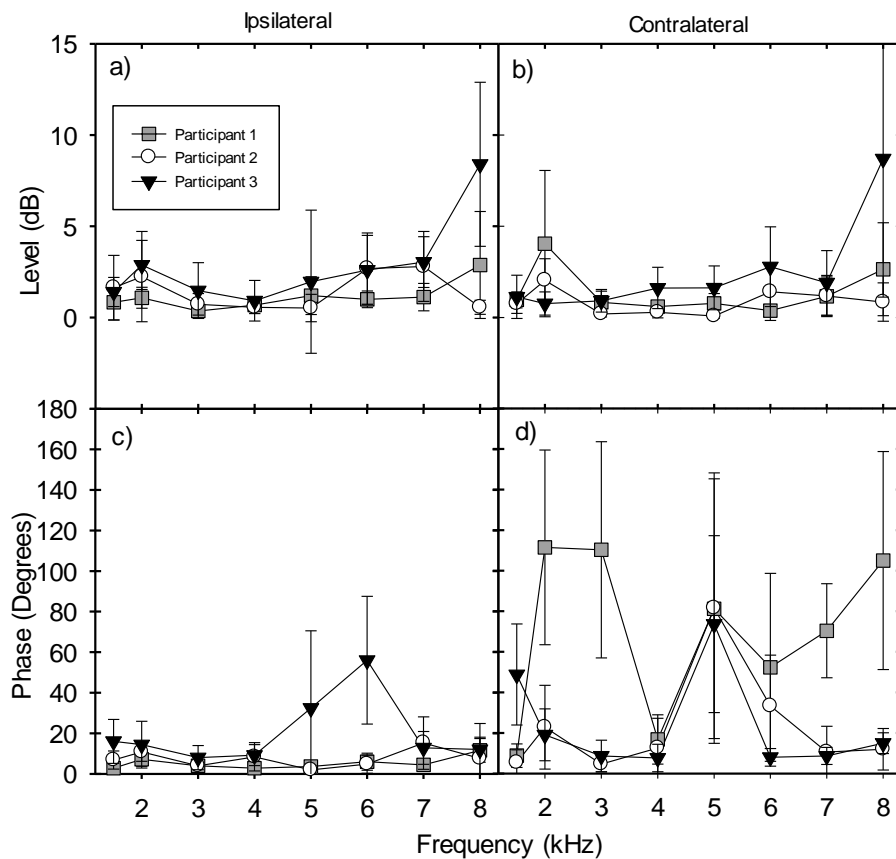 Ipsilateral
Contralateral
15
10
5
0
Level (dB)
a)
b)
Participant 1
Participant 2
Participant 3
180
160
140
120
100
80
60
40
20
0
Phase (Degrees)
c)
d)
2 3 4 5 6 7 8
2 3 4 5 6 7 8
Frequency (kHz)